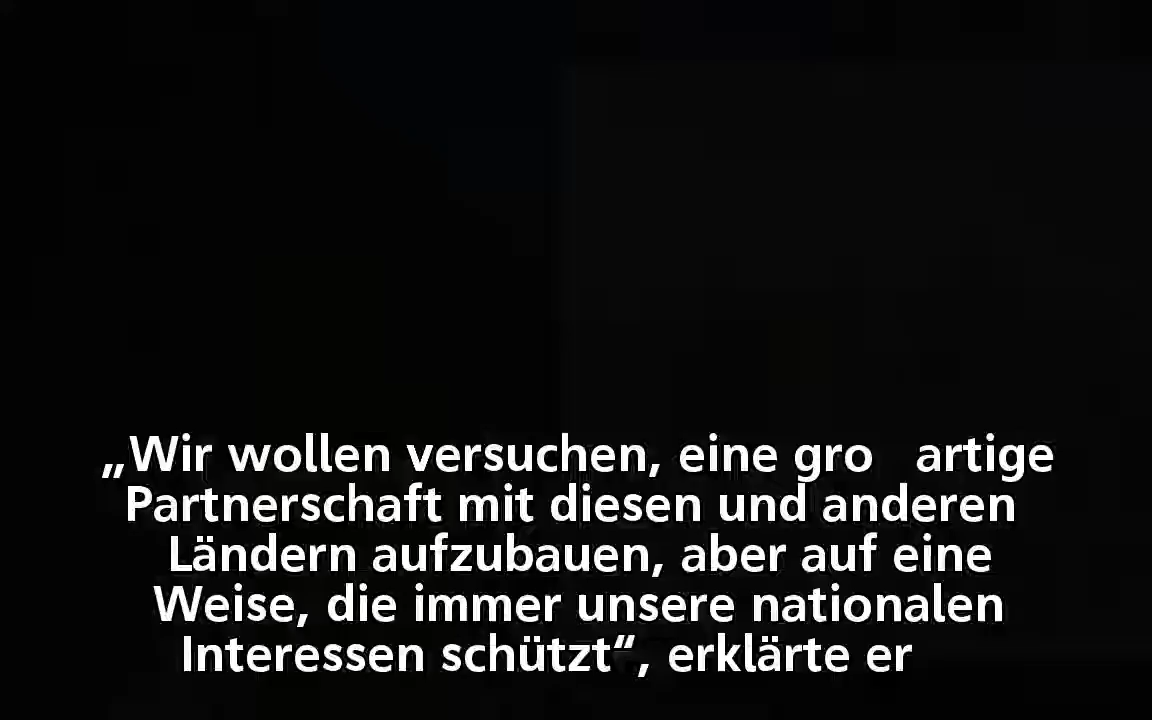 „Wir wollen versuchen, eine gro artige
Partnerschaft mit diesen und anderen
Ländern aufzubauen, aber auf eine
Weise, die immer unsere nationalen
Interessen schützt“, erklärte er